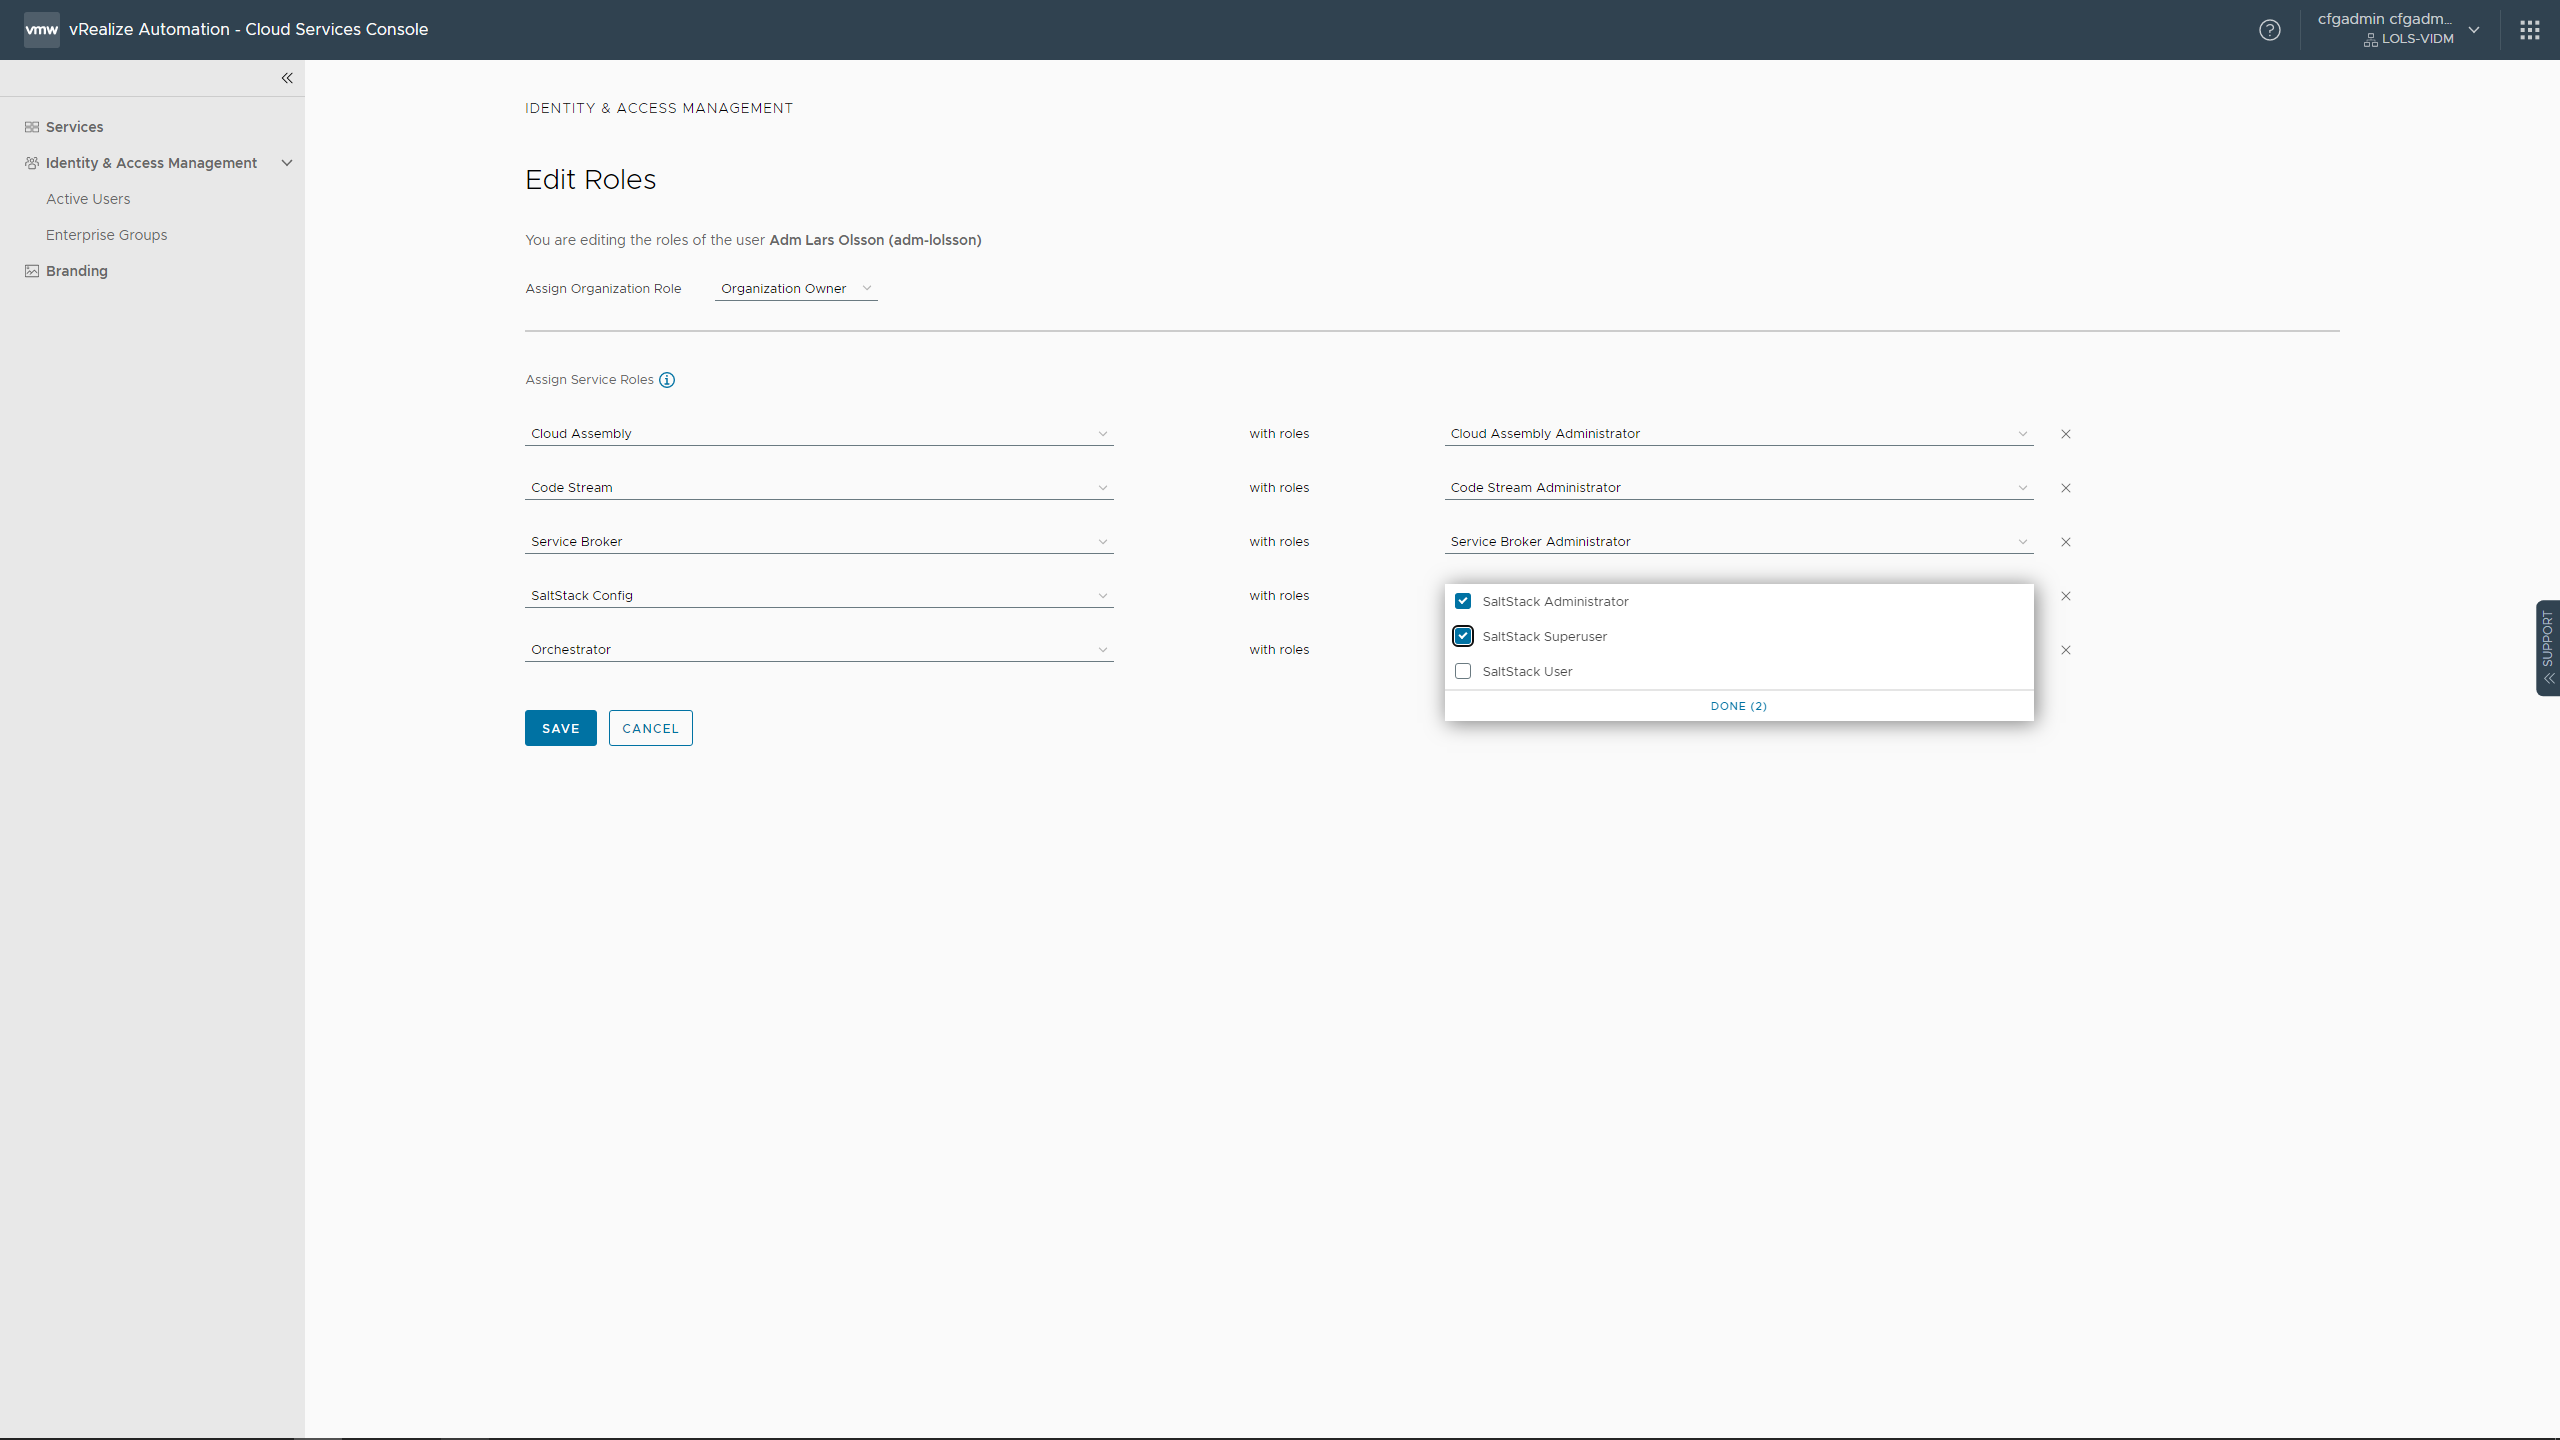 vmw vRealize Automation - Cloud Services Console
cfgadmin cfgadm...
LOLS-VIDM
Services
Identity & Access Management
Active Users
Enterprise Groups
Branding
IDENTITY & ACCESS MANAGEMENT
Edit Roles
You are editing the roles of the user Adm Lars Olsson (adm-lolsson)
Assign Organization Role Organization Owner
Assign Service Roles
Cloud Assembly with roles Cloud Assembly Administrator
Code Stream with roles Code Stream Administrator
Service Broker with roles Service Broker Administrator
SaltStack Config with roles
Orchestrator with roles
SaltStack Administrator
SaltStack Superuser
SaltStack User
DONE (2)
SAVE CANCEL
SUPPORT